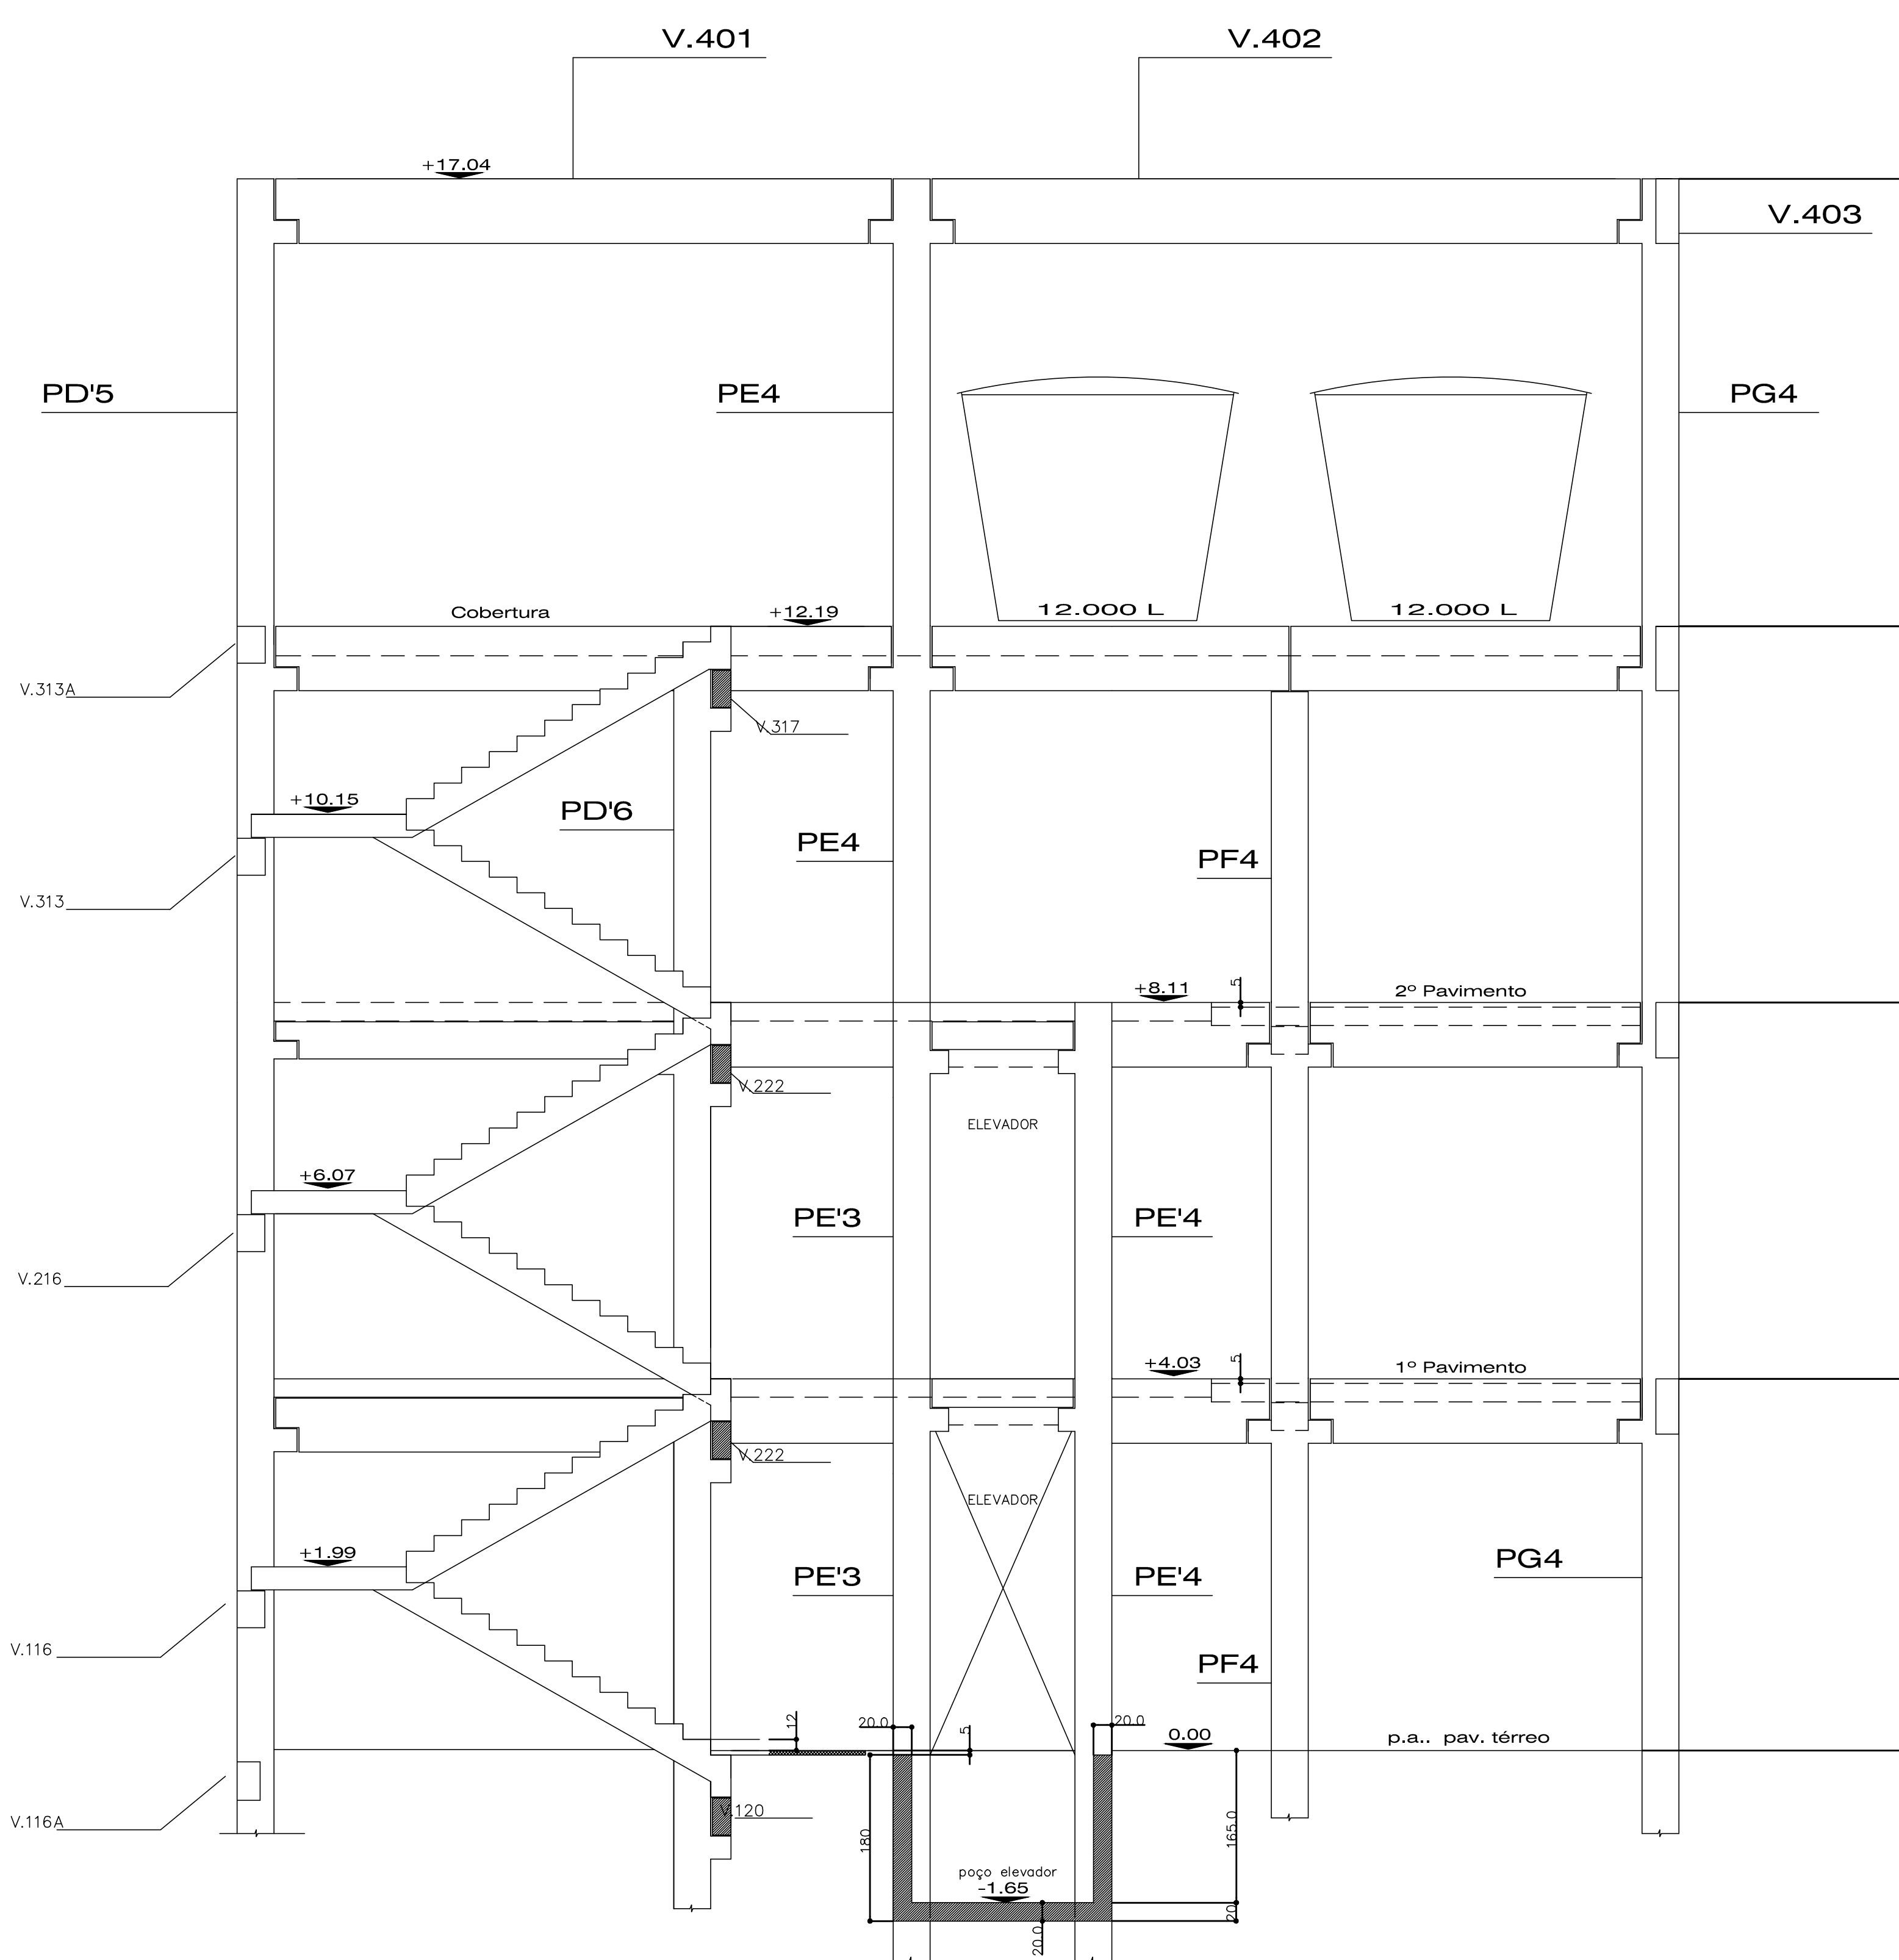 V.401
V.402
+17.04
V.403
PD'5
PE4
PG4
Cobertura
+12.19
12.000 L
12.000 L
V.313A
V.317
+10.15
PD'6
PE4
PF4
V.313
+8.11
5
2º Pavimento
V.222
ELEVADOR
+6.07
PE'3
PE'4
V.216
+4.03
5
1º Pavimento
V.222
ELEVADOR
+1.99
PE'3
PE'4
PG4
V.116
PF4
12
20.0
5
20.0
0.00
p.a.. pav. térreo
V.120
V.116A
180
165.0
poço elevador
-1.65
20
20.0